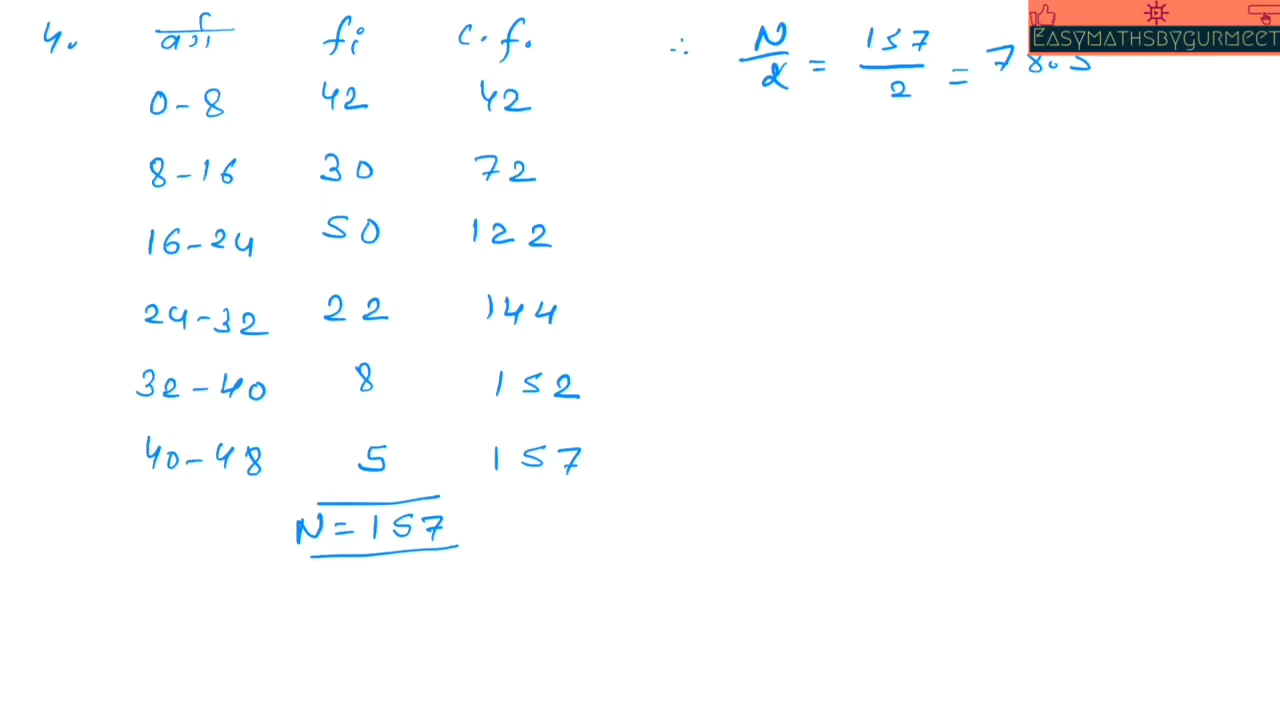 4. वर्ग fi c.f. ∴ N/2 = 157/2 = 78.5
EASYMATHSBYGURMEET
0-8 42 42
8-16 30 72
16-24 50 122
24-32 22 144
32-40 8 152
40-48 5 157
N = 157